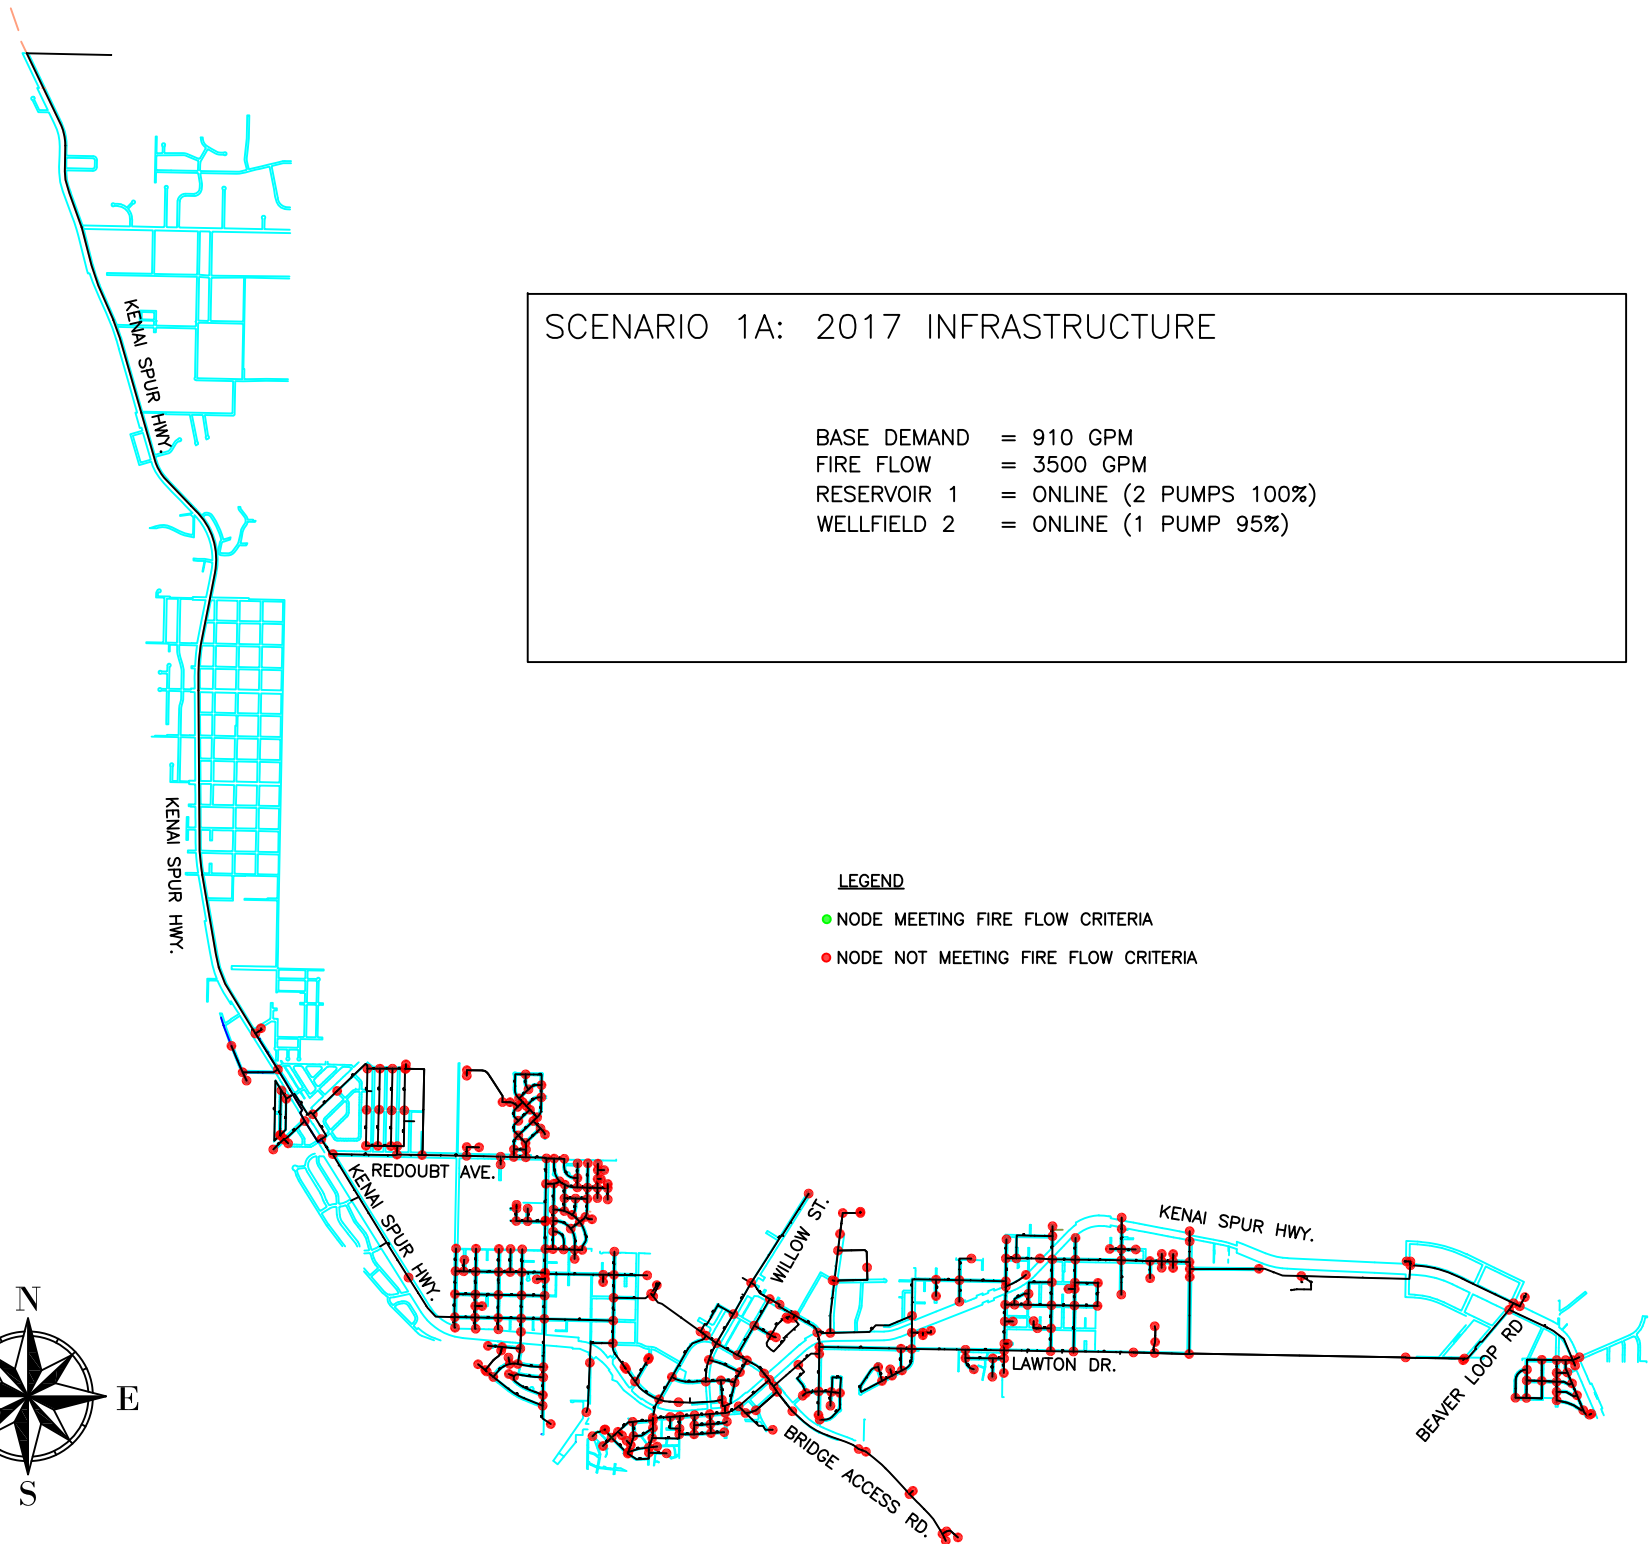 SCENARIO 1A: 2017 INFRASTRUCTURE
BASE DEMAND = 910 GPM
FIRE FLOW = 3500 GPM
RESERVOIR 1 = ONLINE (2 PUMPS 100%)
WELLFIELD 2 = ONLINE (1 PUMP 95%)
KENAI SPUR HWY.
KENAI SPUR HWY.
LEGEND
NODE MEETING FIRE FLOW CRITERIA
NODE NOT MEETING FIRE FLOW CRITERIA
REDOUBT AVE.
KENAI SPUR HWY.
WILLOW ST.
KENAI SPUR HWY.
LAWTON DR.
BEAVER LOOP RD
BRIDGE ACCESS RD.
N
E
S